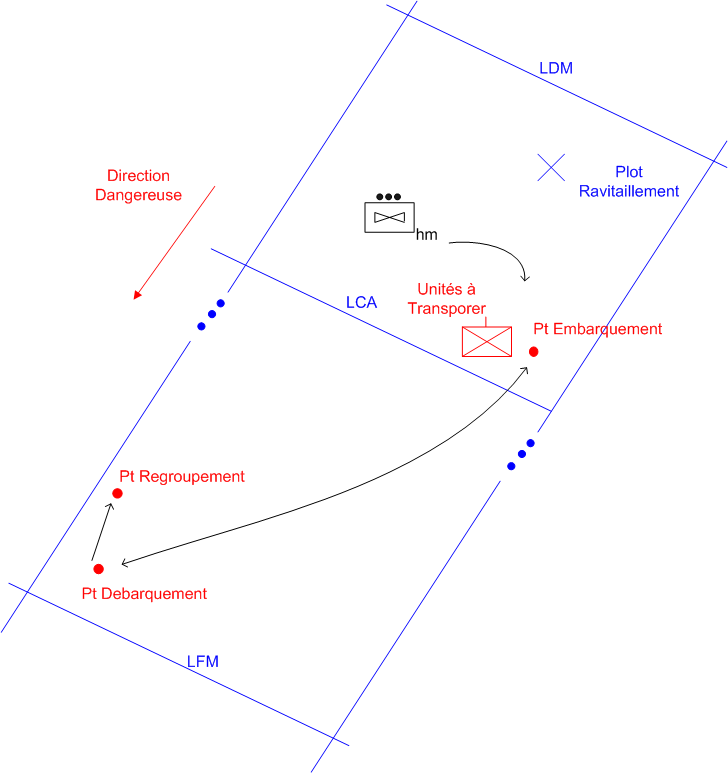 LDM
Direction
Dangereuse
Plot
Ravitaillement
hm
Unités à
Transporer
LCA
Pt Embarquement
Pt Regroupement
Pt Debarquement
LFM